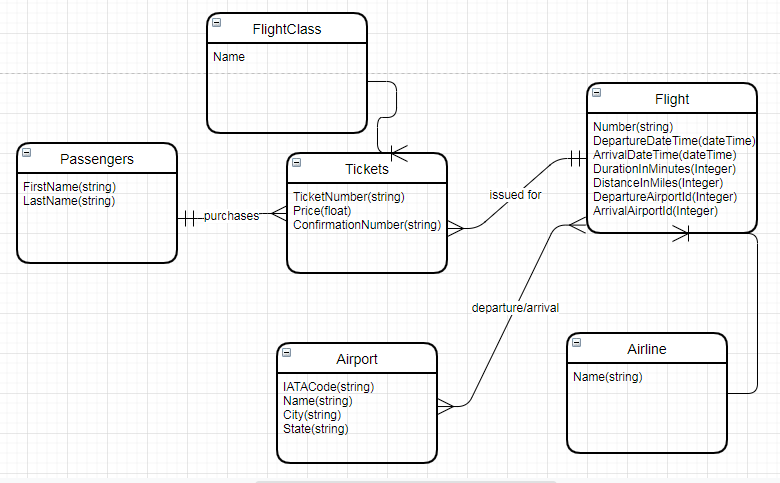 FlightClass
Name
Flight
Number(string)
DepartureDateTime(dateTime)
ArrivalDateTime(dateTime)
DurationInMinutes(Integer)
DistanceInMiles(Integer)
DepartureAirportId(Integer)
ArrivalAirportId(Integer)
Passengers
FirstName(string)
LastName(string)
purchases
Tickets
TicketNumber(string)
Price(float)
ConfirmationNumber(string)
issued for
departure/arrival
Airport
IATACode(string)
Name(string)
City(string)
State(string)
Airline
Name(string)